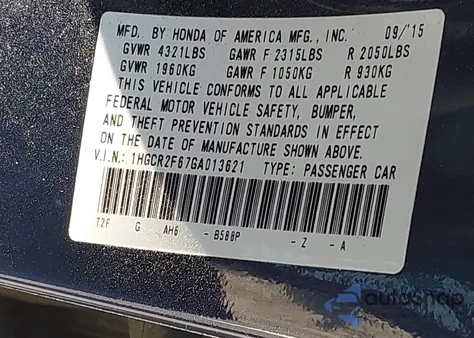 MFD. BY HONDA OF AMERICA MFG., INC. 09/'15
GVWR 4321LBS GAWR F 2315LBS R 2050LBS
GVWR 1960KG GAWR F 1050KG R 930KG
THIS VEHICLE CONFORMS TO ALL APPLICABLE
FEDERAL MOTOR VEHICLE SAFETY, BUMPER,
AND THEFT PREVENTION STANDARDS IN EFFECT
ON THE DATE OF MANUFACTURE SHOWN ABOVE.
V.I.N.: 1HGCR2F67GA013621 TYPE: PASSENGER CAR
T2F G AH6 - B588P - Z - A
autosnap